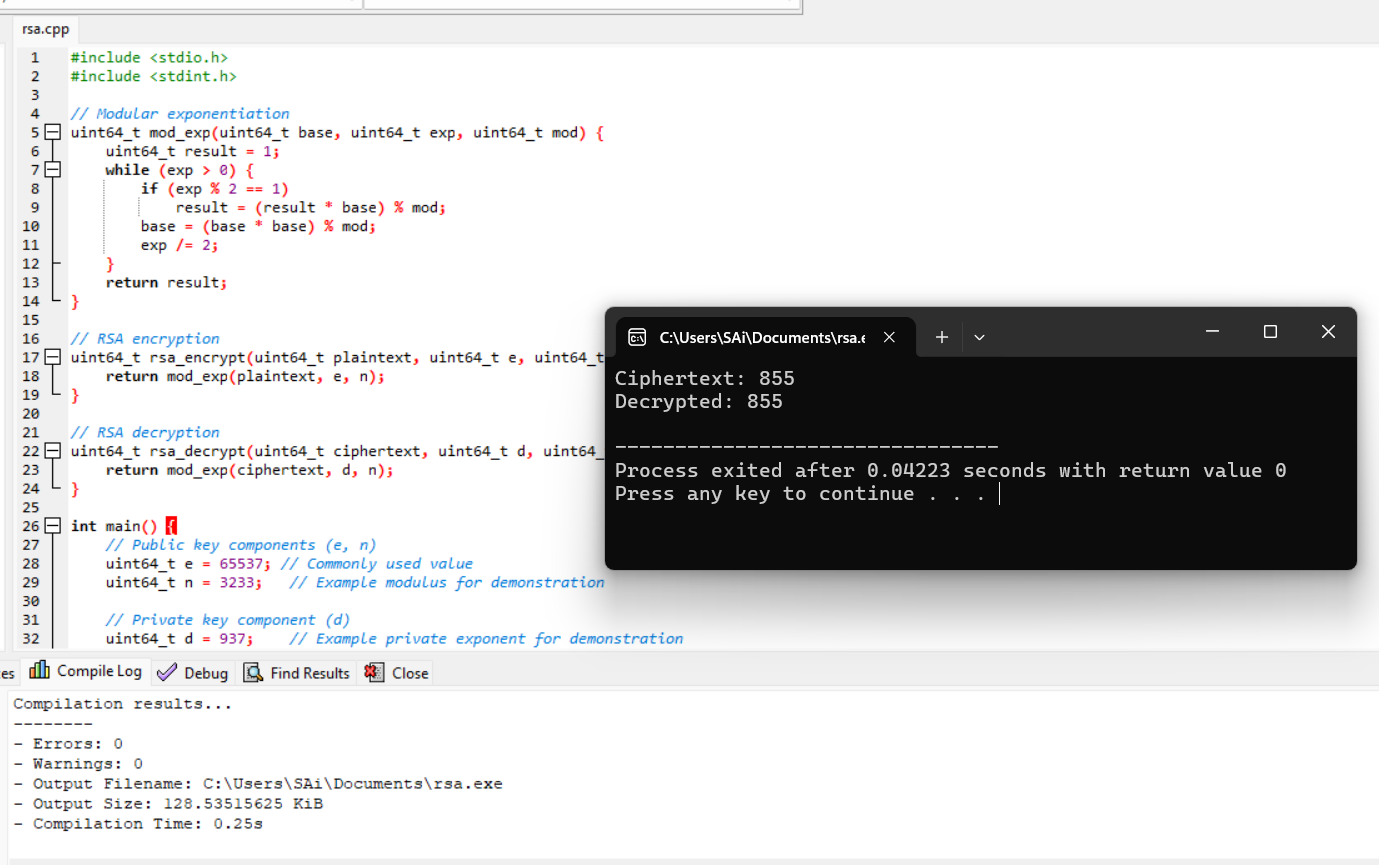 rsa.cpp
1 #include <stdio.h>
2 #include <stdint.h>
3
4 // Modular exponentiation
5 uint64_t mod_exp(uint64_t base, uint64_t exp, uint64_t mod) {
6 uint64_t result = 1;
7 while (exp > 0) {
8 if (exp % 2 == 1)
9 result = (result * base) % mod;
10 base = (base * base) % mod;
11 exp /= 2;
12 }
13 return result;
14 }
15
16 // RSA encryption
17 uint64_t rsa_encrypt(uint64_t plaintext, uint64_t e, uint64_t
18 return mod_exp(plaintext, e, n);
19 }
20
21 // RSA decryption
22 uint64_t rsa_decrypt(uint64_t ciphertext, uint64_t d, uint64_
23 return mod_exp(ciphertext, d, n);
24 }
25
26 int main() {
27 // Public key components (e, n)
28 uint64_t e = 65537; // Commonly used value
29 uint64_t n = 3233; // Example modulus for demonstration
30
31 // Private key component (d)
32 uint64_t d = 937; // Example private exponent for demonstration
C:\Users\SAi\Documents\rsa.e
Ciphertext: 855
Decrypted: 855
--------------------------------
Process exited after 0.04223 seconds with return value 0
Press any key to continue . . .
es Compile Log Debug Find Results Close
Compilation results...
--------
- Errors: 0
- Warnings: 0
- Output Filename: C:\Users\SAi\Documents\rsa.exe
- Output Size: 128.53515625 KiB
- Compilation Time: 0.25s